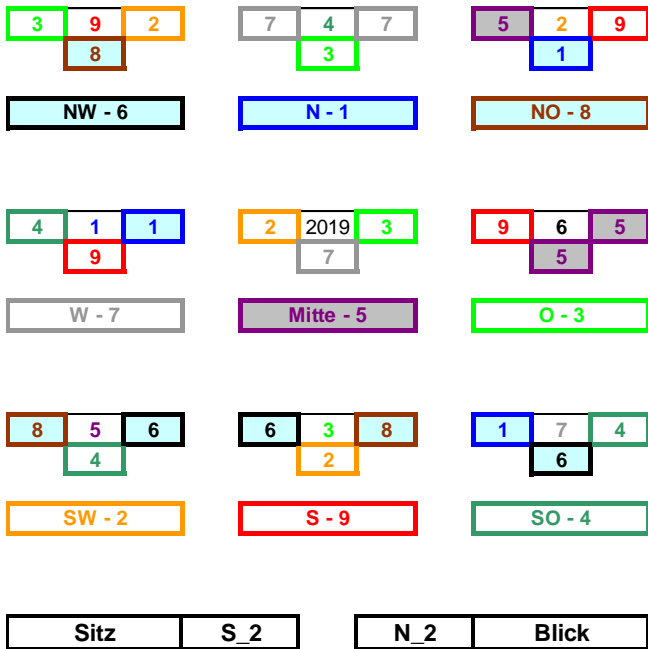 3 9 2 7 4 7 5 2 9
8 3 1
NW - 6 N - 1 NO - 8
4 1 1 2 2019 3 9 6 5
9 7 5
W - 7 Mitte - 5 O - 3
8 5 6 6 3 8 1 7 4
4 2 6
SW - 2 S - 9 SO - 4
Sitz S_2 N_2 Blick